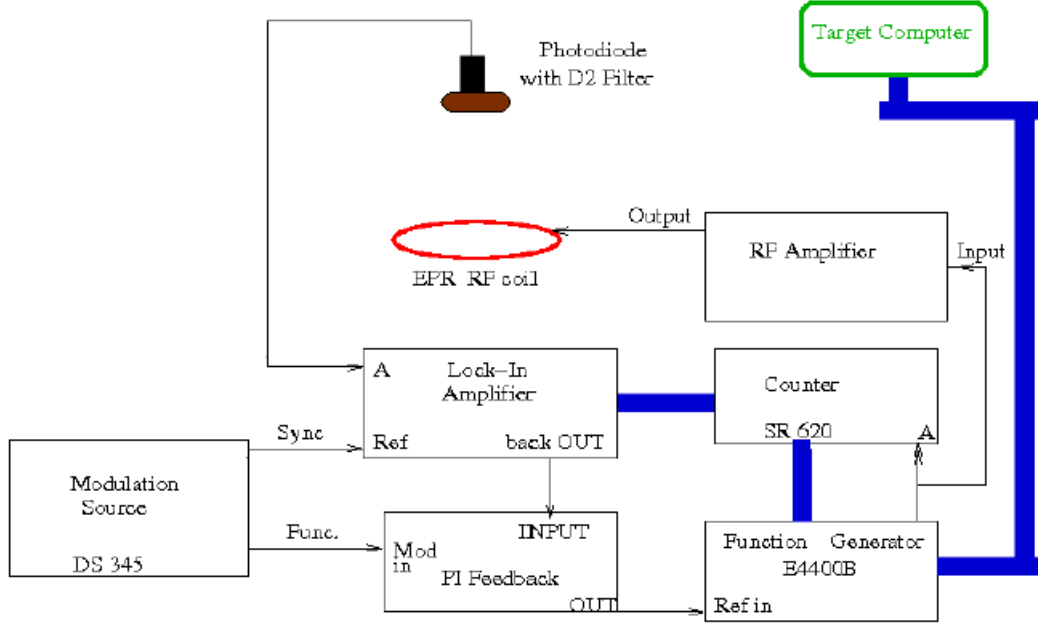 Target Computer
Photodiode
with D2 Filter
Output
RF Amplifier
Input
EPR RF coil
A
Lock-In
Amplifier
Ref
back OUT
Counter
SR 620
A
Sync
Modulation
Source
DS 345
Func.
INPUT
Mod
in
PI Feedback
OUT
Function Generator
E4400B
Ref in